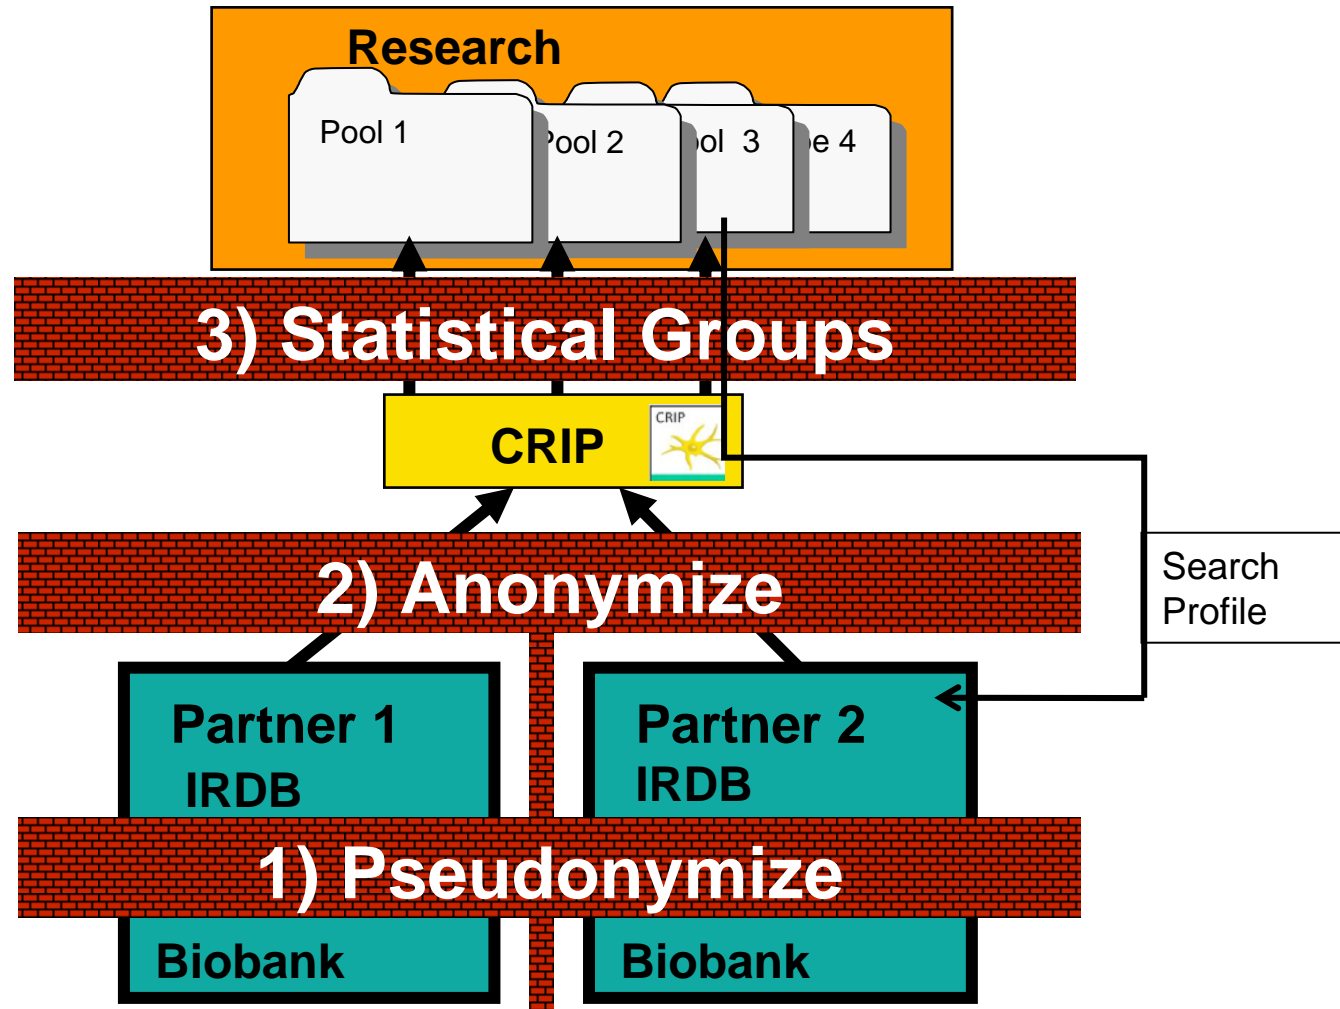 Research
Pool 1
Pool 2
ool 3
e 4
3) Statistical Groups
CRIP
CRIP
2) Anonymize
Search
Profile
Partner 1
IRDB
Partner 2
IRDB
1) Pseudonymize
Biobank
Biobank